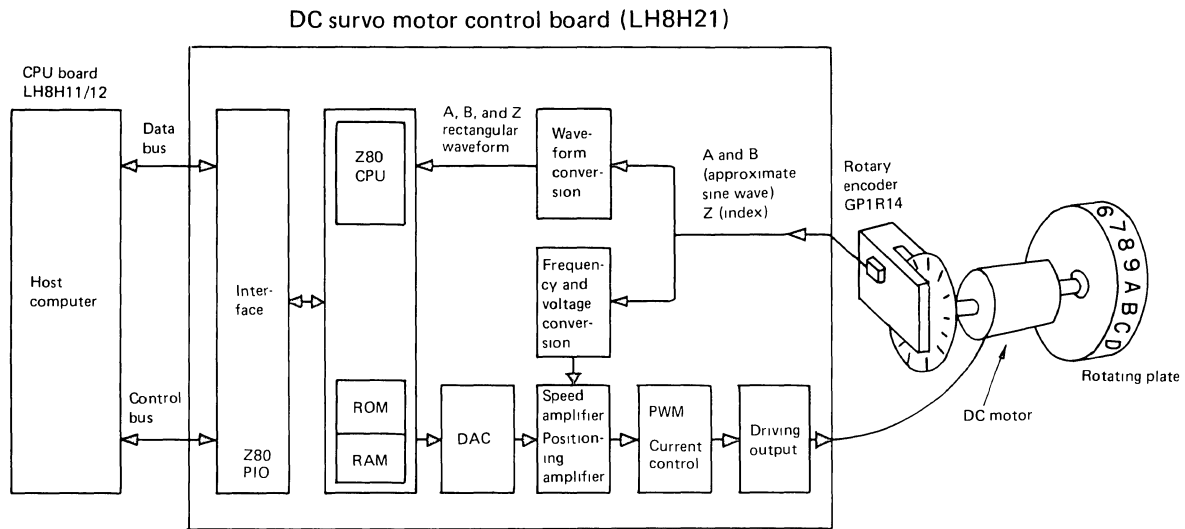 DC survo motor control board (LH8H21)
CPU board
LH8H11/12
Host
computer
Data
bus
Control
bus
Inter-
face
Z80
PIO
Z80
CPU
ROM
RAM
A, B, and Z
rectangular
waveform
Wave-
form
conver-
sion
Frequen-
cy and
voltage
conver-
sion
DAC
Speed
amplifier
Position-
ing
amplifier
PWM
Current
control
Driving
output
A and B
(approximate
sine wave)
Z (index)
Rotary
encoder
GP1R14
6789ABCD
Rotating plate
DC motor